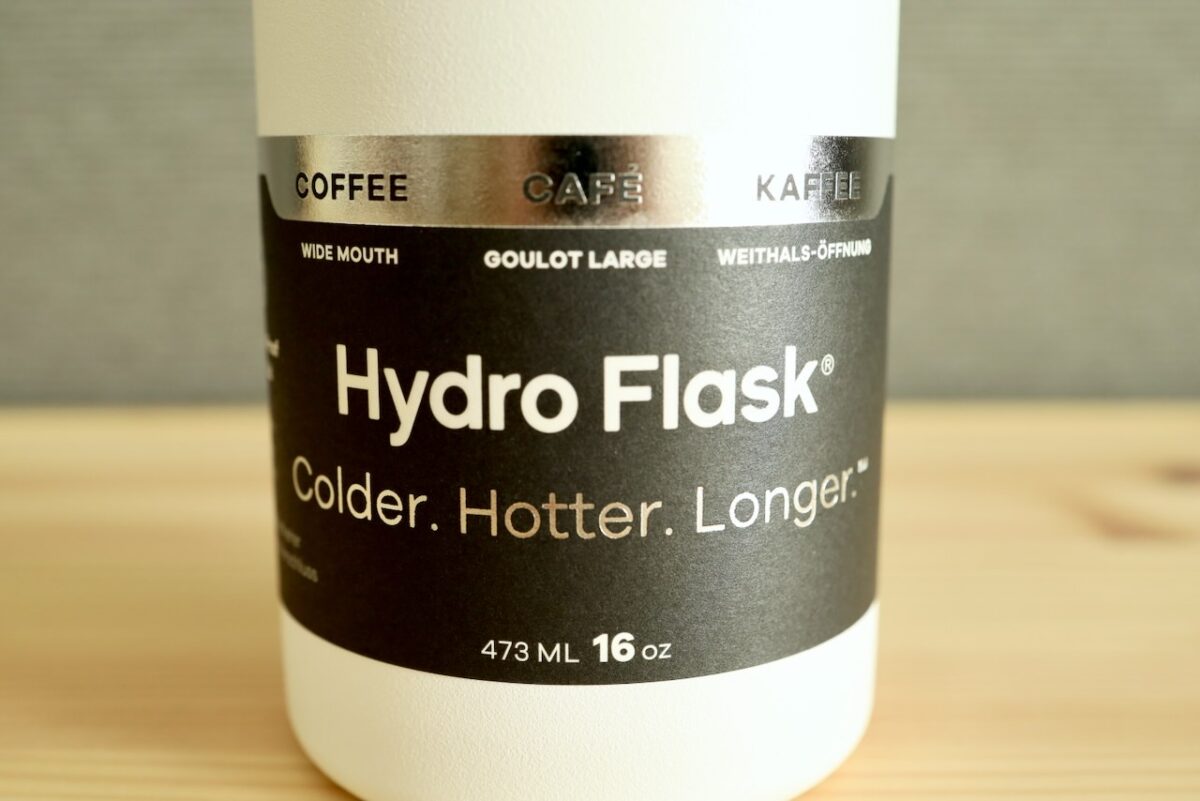 COFFEE CAFÉ KAFFEE
WIDE MOUTH GOULOT LARGE WEITHALS-ÖFFNUNG
Hydro Flask®
Colder. Hotter. Longer.™
473 ML 16 oz